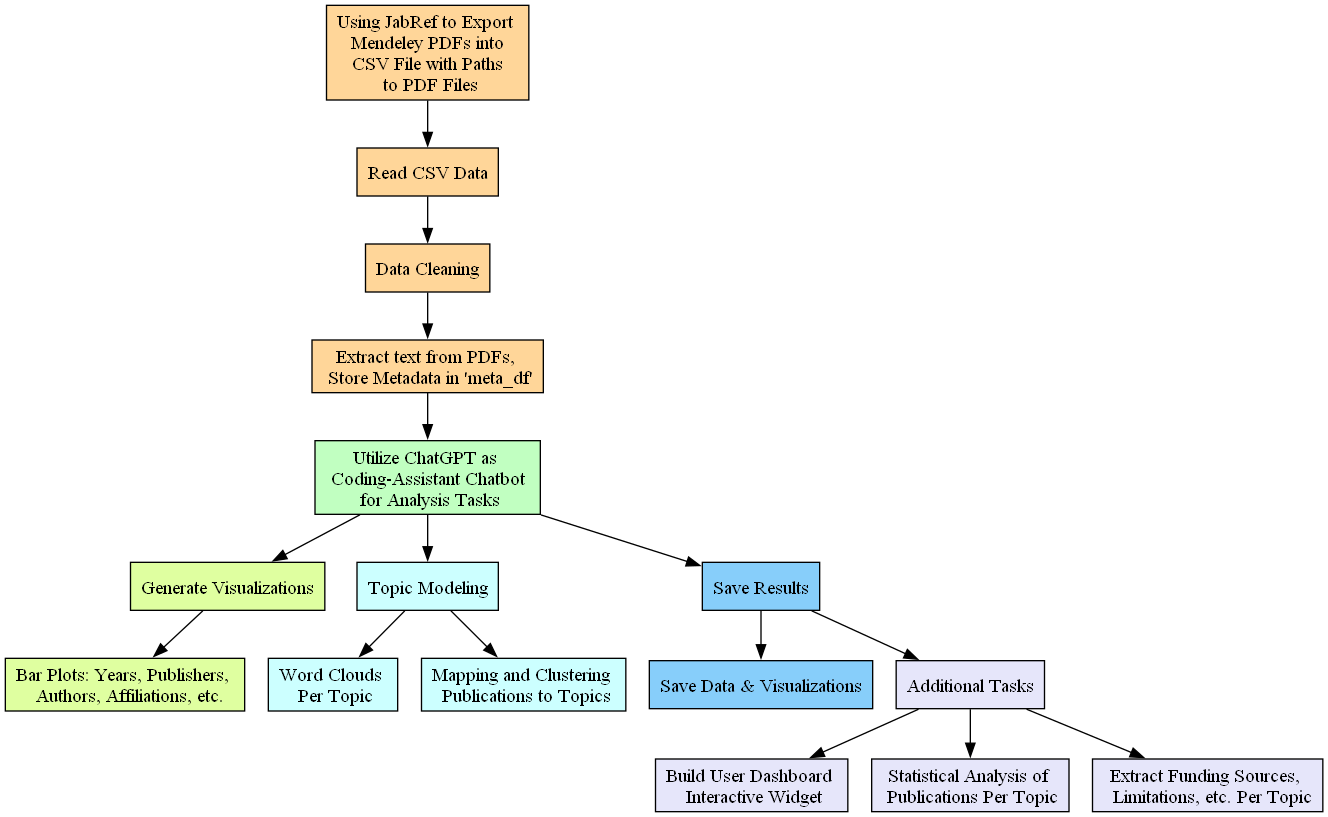 Using JabRef to Export
Mendeley PDFs into
CSV File with Paths
to PDF Files
Read CSV Data
Data Cleaning
Extract text from PDFs,
Store Metadata in 'meta_df'
Utilize ChatGPT as
Coding-Assistant Chatbot
for Analysis Tasks
Generate Visualizations
Topic Modeling
Save Results
Bar Plots: Years, Publishers,
Authors, Affiliations, etc.
Word Clouds
Per Topic
Mapping and Clustering
Publications to Topics
Save Data & Visualizations
Additional Tasks
Build User Dashboard
Interactive Widget
Statistical Analysis of
Publications Per Topic
Extract Funding Sources,
Limitations, etc. Per Topic